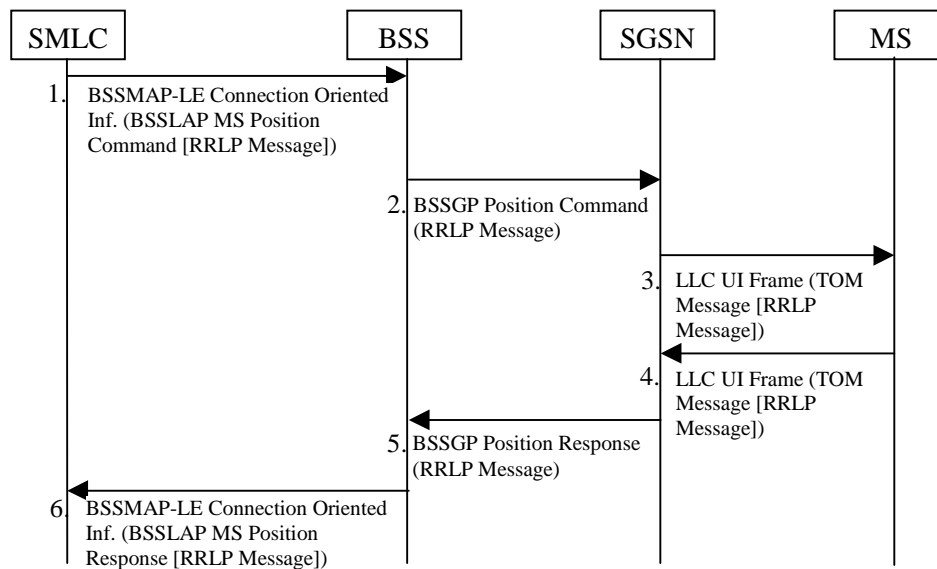 SMLC BSS SGSN MS
1. BSSMAP-LE Connection Oriented
Inf. (BSSLAP MS Position
Command [RRLP Message])
2. BSSGP Position Command
(RRLP Message)
3. LLC UI Frame (TOM
Message [RRLP
Message])
4. LLC UI Frame (TOM
Message [RRLP
Message])
5. BSSGP Position Response
(RRLP Message)
6. BSSMAP-LE Connection Oriented
Inf. (BSSLAP MS Position
Response [RRLP Message])